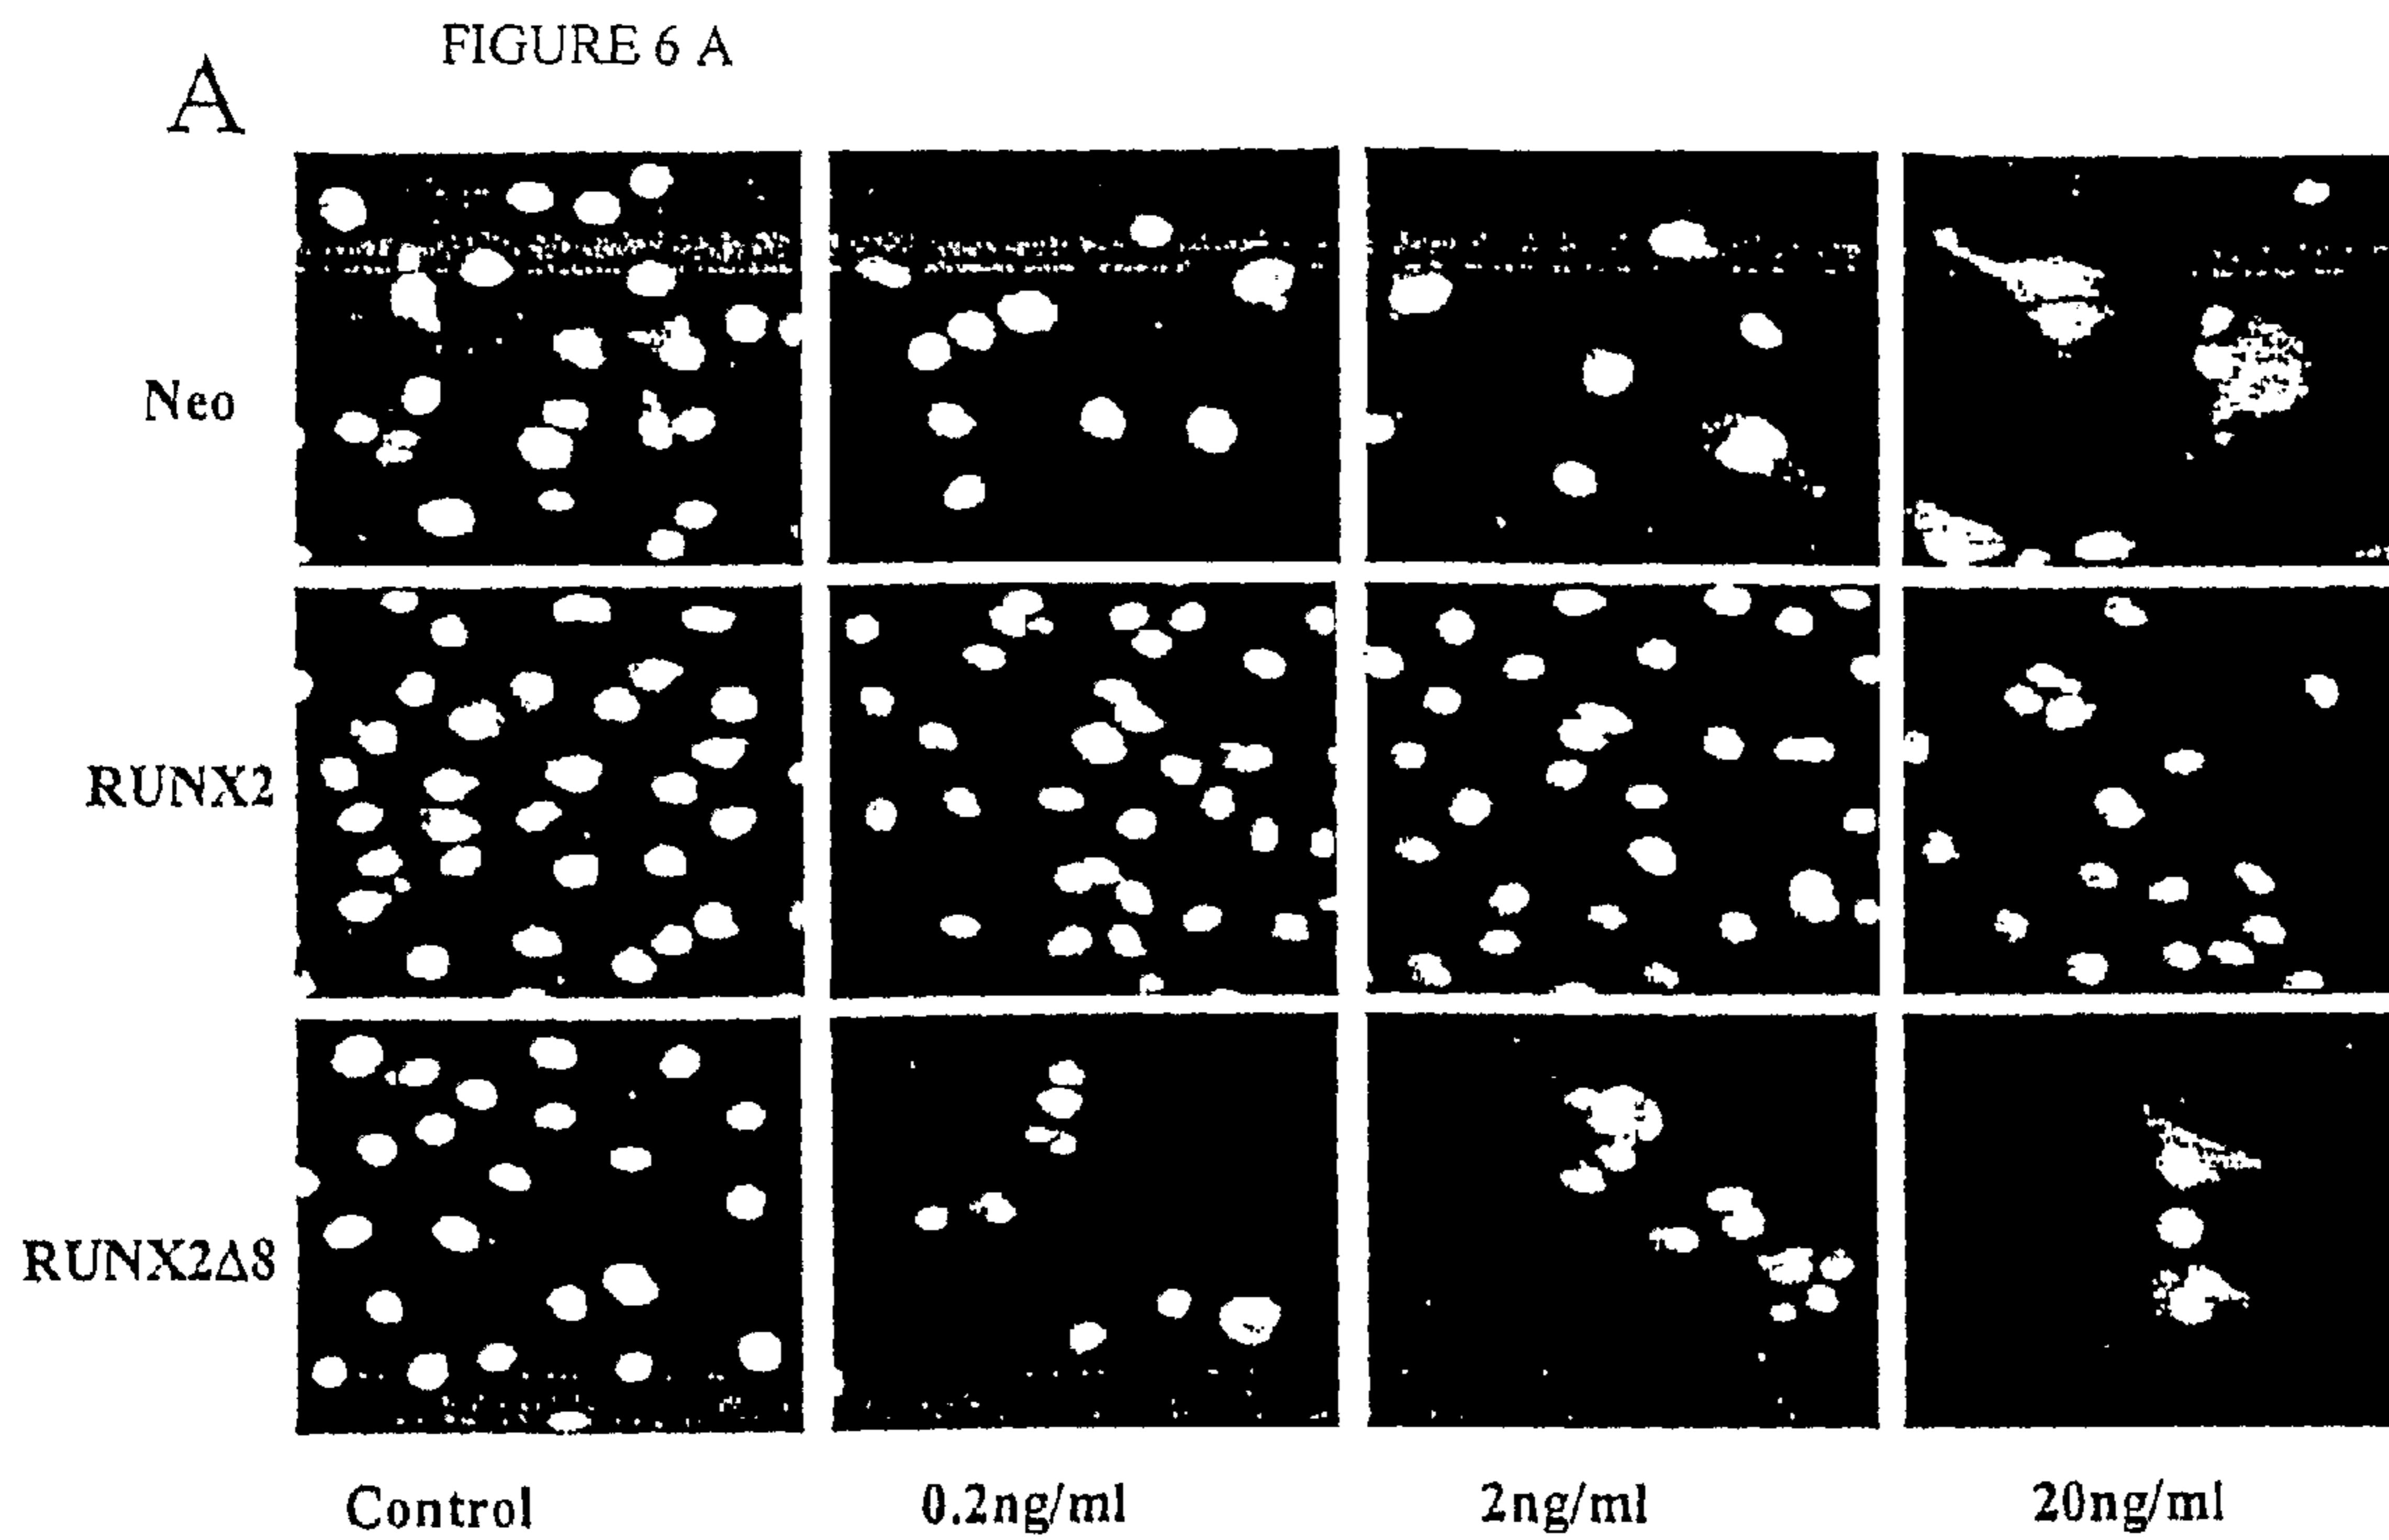 FIGURE 6 A
A
Neo
RUNX2
RUNX2Δ8
Control 0.2ng/ml 2ng/ml 20ng/ml